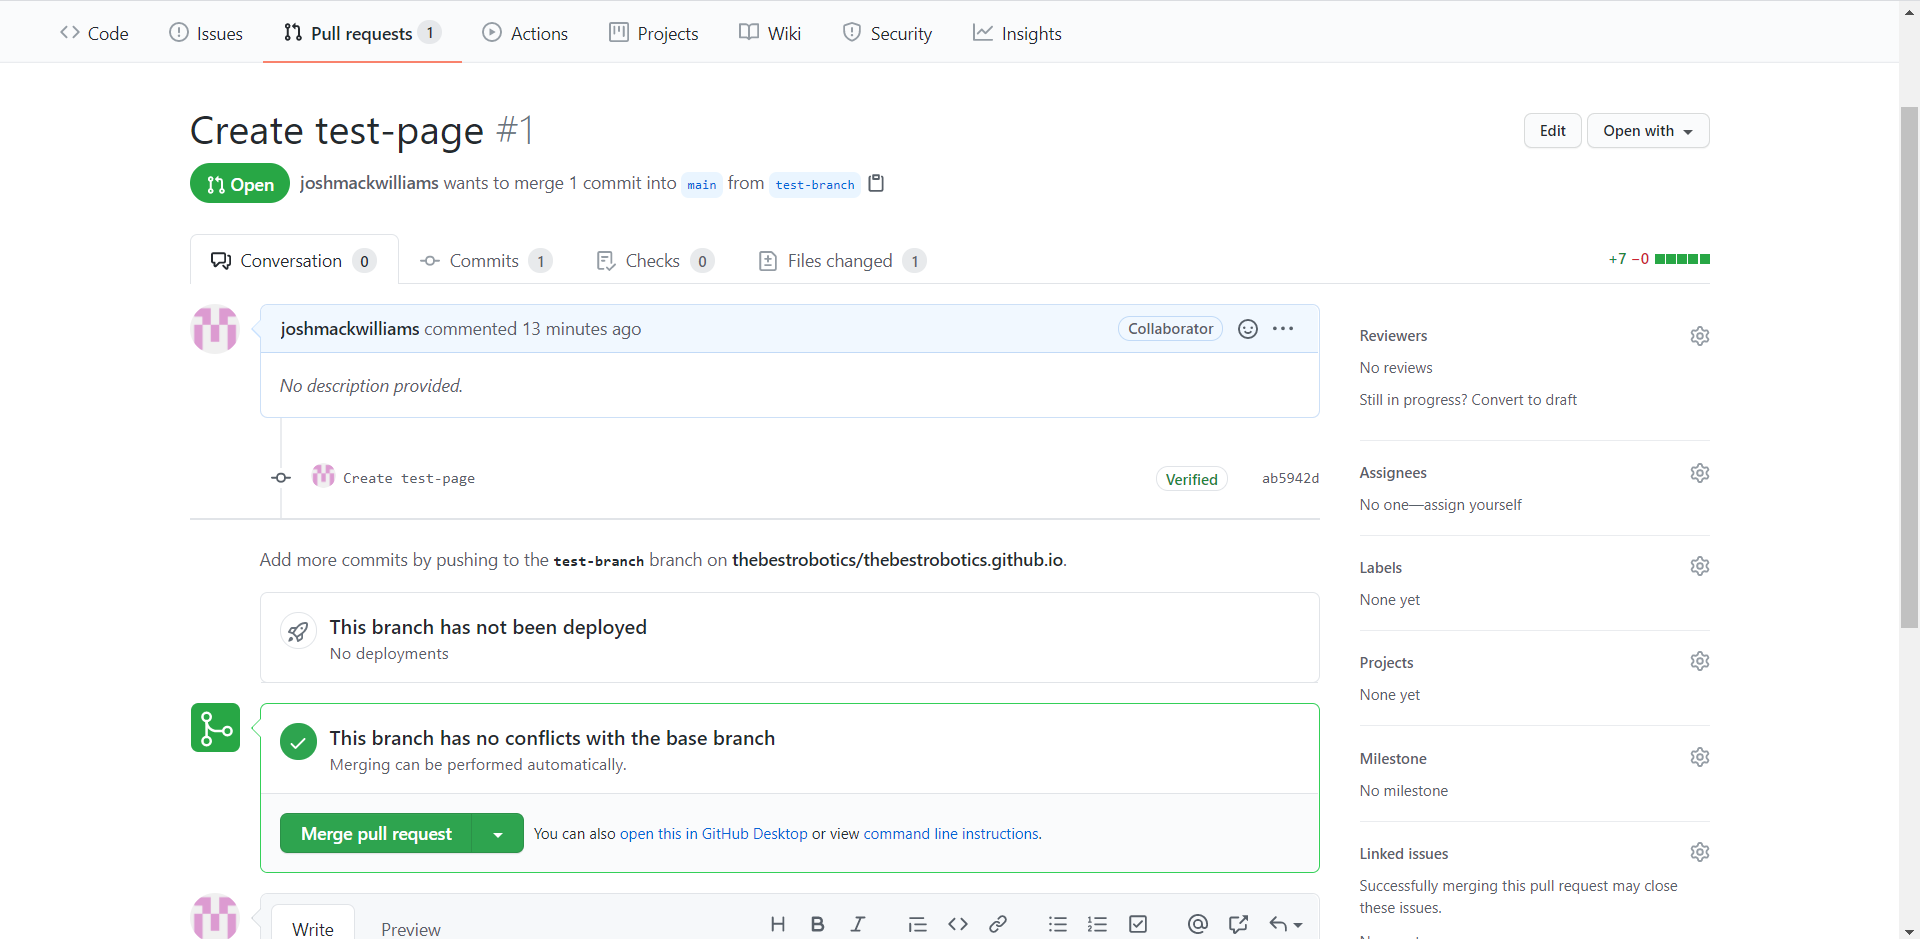 Code Issues Pull requests 1 Actions Projects Wiki Security Insights
Create test-page #1
Edit Open with
Open joshmackwilliams wants to merge 1 commit into main from test-branch
Conversation 0 Commits 1 Checks 0 Files changed 1 +7 −0
joshmackwilliams commented 13 minutes ago Collaborator
No description provided.
Create test-page Verified ab5942d
Add more commits by pushing to the test-branch branch on thebestrobotics/thebestrobotics.github.io.
This branch has not been deployed
No deployments
This branch has no conflicts with the base branch
Merging can be performed automatically.
Merge pull request You can also open this in GitHub Desktop or view command line instructions.
Write Preview
Reviewers
No reviews
Still in progress? Convert to draft
Assignees
No one—assign yourself
Labels
None yet
Projects
None yet
Milestone
No milestone
Linked issues
Successfully merging this pull request may close
these issues.